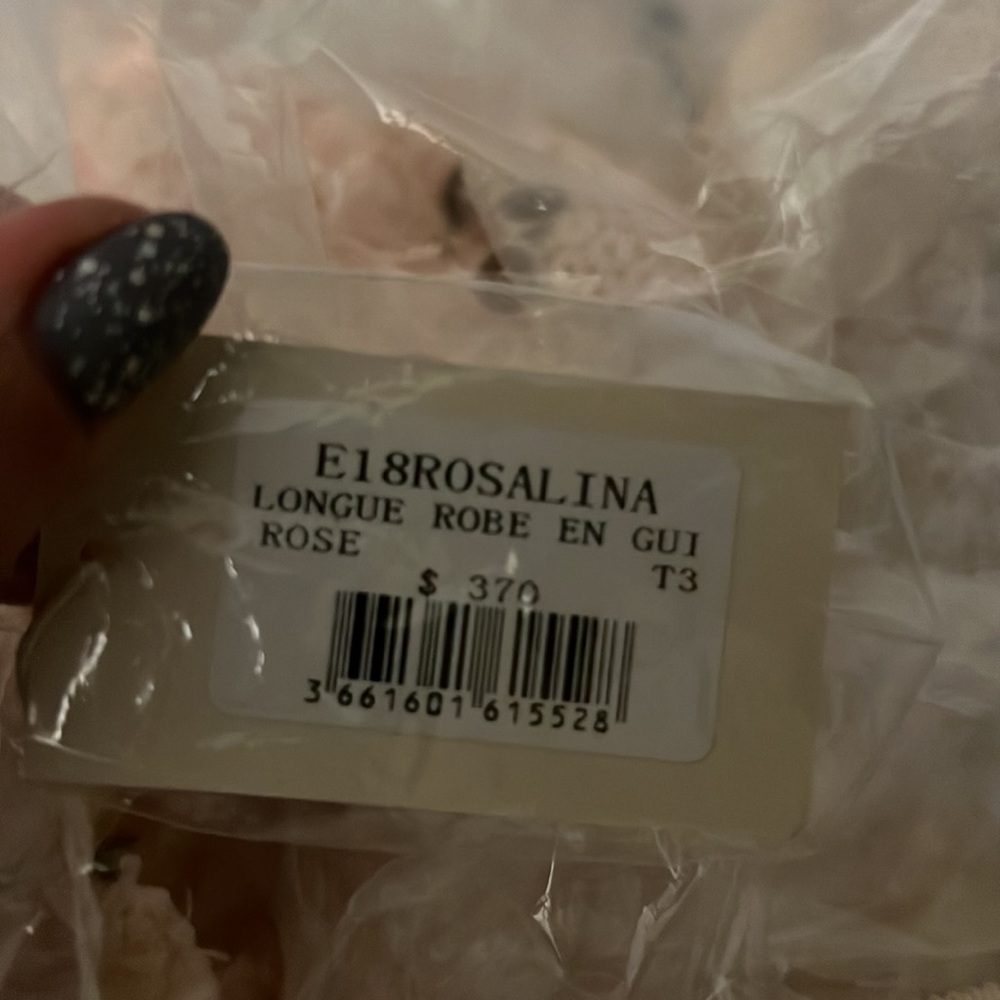 E18ROSALINA
LONGUE ROBE EN GUI
ROSE
T3
$ 370
3 661601 615528